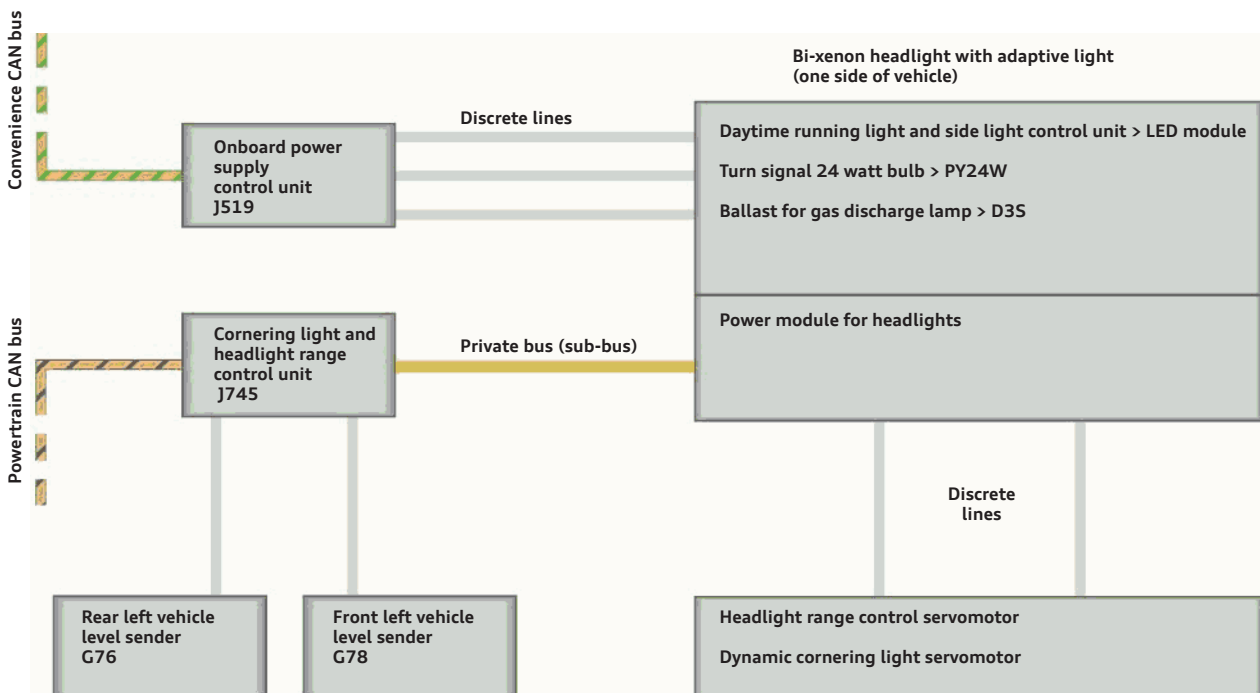 Convenience CAN bus
Bi-xenon headlight with adaptive light
(one side of vehicle)
Discrete lines
Onboard power
supply
control unit
J519
Daytime running light and side light control unit > LED module
Turn signal 24 watt bulb > PY24W
Ballast for gas discharge lamp > D3S
Powertrain CAN bus
Cornering light and
headlight range
control unit
J745
Private bus (sub-bus)
Power module for headlights
Discrete
lines
Rear left vehicle
level sender
G76
Front left vehicle
level sender
G78
Headlight range control servomotor
Dynamic cornering light servomotor